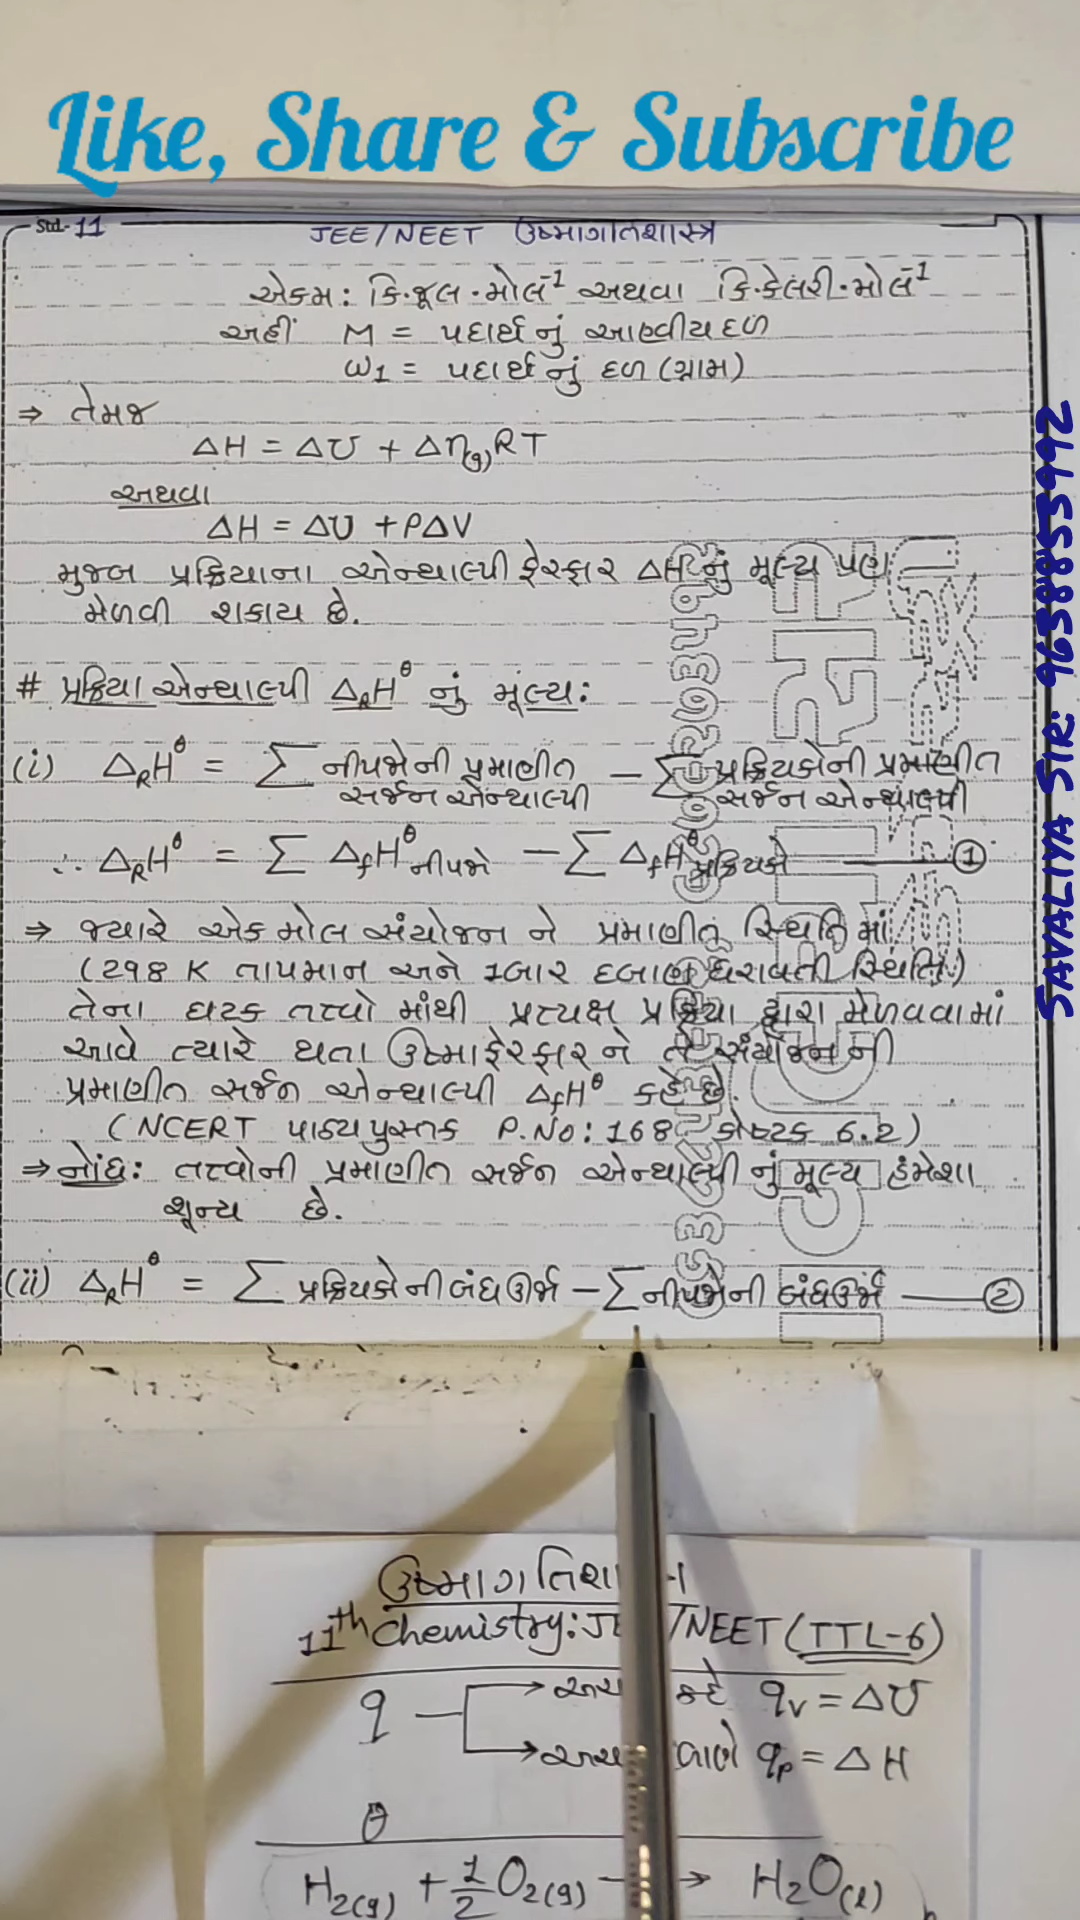 Like, Share & Subscribe
Std-11 JEE/NEET ઉષ્માગતિશાસ્ત્ર
એકમ: કિ.જૂલ.મોલ⁻¹ અથવા કિ.કેલરી.મોલ⁻¹
અહીં M = પદાર્થનું આણ્વીય દળ
W₁ = પદાર્થનું દળ (ગ્રામ)
⇒ તેમજ
ΔH = ΔU + Δη(g)RT
અથવા
ΔH = ΔU + PΔV
મુજબ પ્રક્રિયાના એન્થાલ્પી ફેરફાર ΔH નું મૂલ્ય પણ
મેળવી શકાય છે.
# પ્રક્રિયા એન્થાલ્પી ΔRH^θ નું મૂલ્ય:
(i) ΔRH^θ = Σ નીપજોની પ્રમાણીત સર્જન એન્થાલ્પી − Σ પ્રક્રિયકોની પ્રમાણીત સર્જન એન્થાલ્પી
∴ ΔRH^θ = Σ ΔfH^θ નીપજો − Σ ΔfH^θ પ્રક્રિયકો —— ①
⇒ જ્યારે એક મોલ સંયોજન ને પ્રમાણીત સ્થિતિ માં
(298 K તાપમાન અને 1બાર દબાણ ધરાવતી સ્થિતિ)
તેના ઘટક તત્વો માંથી પ્રત્યક્ષ પ્રક્રિયા દ્વારા મેળવવામાં
આવે ત્યારે થતા ઉષ્માફેરફાર ને તે સંયોજન ની
પ્રમાણીત સર્જન એન્થાલ્પી ΔfH^θ કહે છે.
(NCERT પાઠ્યપુસ્તક P.No:168 કોષ્ટક 6.2)
⇒ નોંધ: તત્વોની પ્રમાણીત સર્જન એન્થાલ્પી નું મૂલ્ય હંમેશા
શૂન્ય છે.
(ii) ΔRH^θ = Σ પ્રક્રિયકોની બંધઊર્જા − Σ નીપજોની બંધઊર્જા —— ②
SAVALIYA SIR: 9638853992
11th Chemistry: /NEET (TTL-6)
q qv = ΔU
qp = ΔH
θ
H₂(g) + 1/2 O₂(g) → H₂O(l)